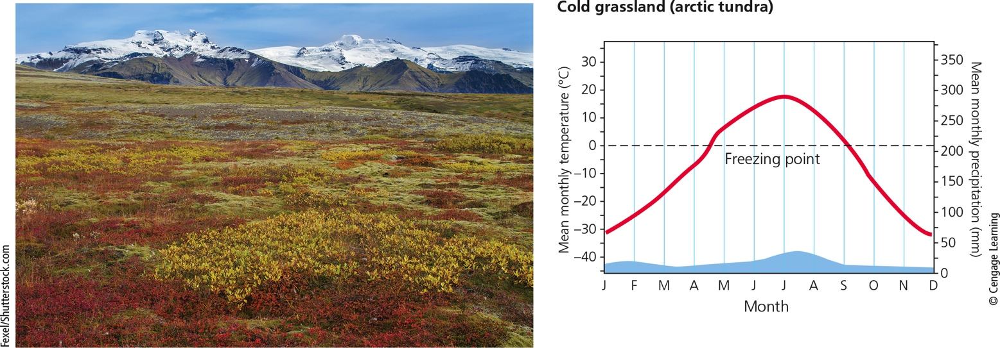 Fexel/Shutterstock.com
Cold grassland (arctic tundra)
Mean monthly temperature (°C)
30
20
10
0
–10
–20
–30
–40
Freezing point
350
300
250
200
150
100
50
0
Mean monthly precipitation (mm)
J F M A M J J A S O N D
Month
© Cengage Learning